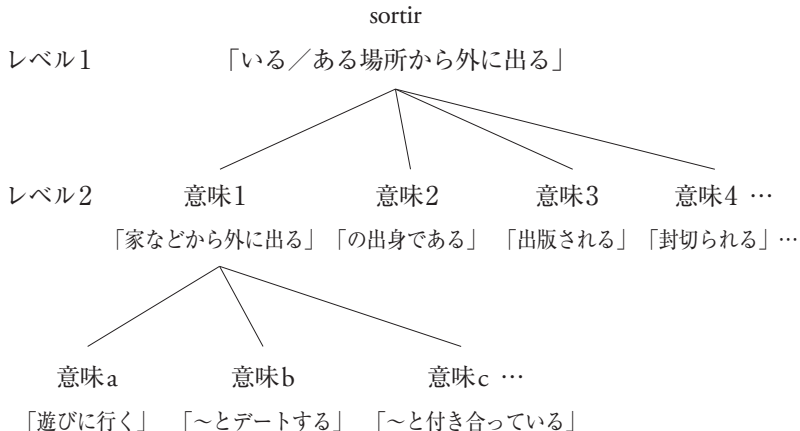 sortir
レベル1 「いる/ある場所から外に出る」
レベル2 意味1 意味2 意味3 意味4 …
「家などから外に出る」 「の出身である」 「出版される」 「封切られる」…
意味a 意味b 意味c …
「遊びに行く」 「~とデートする」 「~と付き合っている」